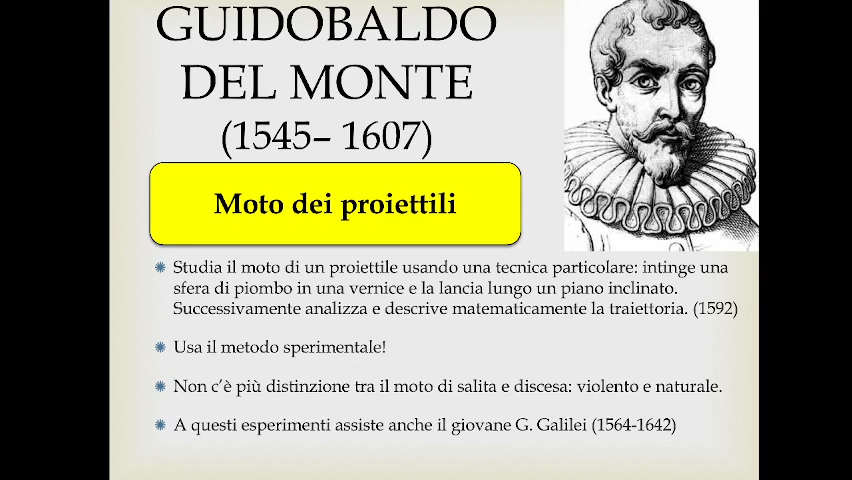 GUIDOBALDO
DEL MONTE
(1545– 1607)
Moto dei proiettili
Studia il moto di un proiettile usando una tecnica particolare: intinge una
sfera di piombo in una vernice e la lancia lungo un piano inclinato.
Successivamente analizza e descrive matematicamente la traiettoria. (1592)
Usa il metodo sperimentale!
Non c’è più distinzione tra il moto di salita e discesa: violento e naturale.
A questi esperimenti assiste anche il giovane G. Galilei (1564-1642)